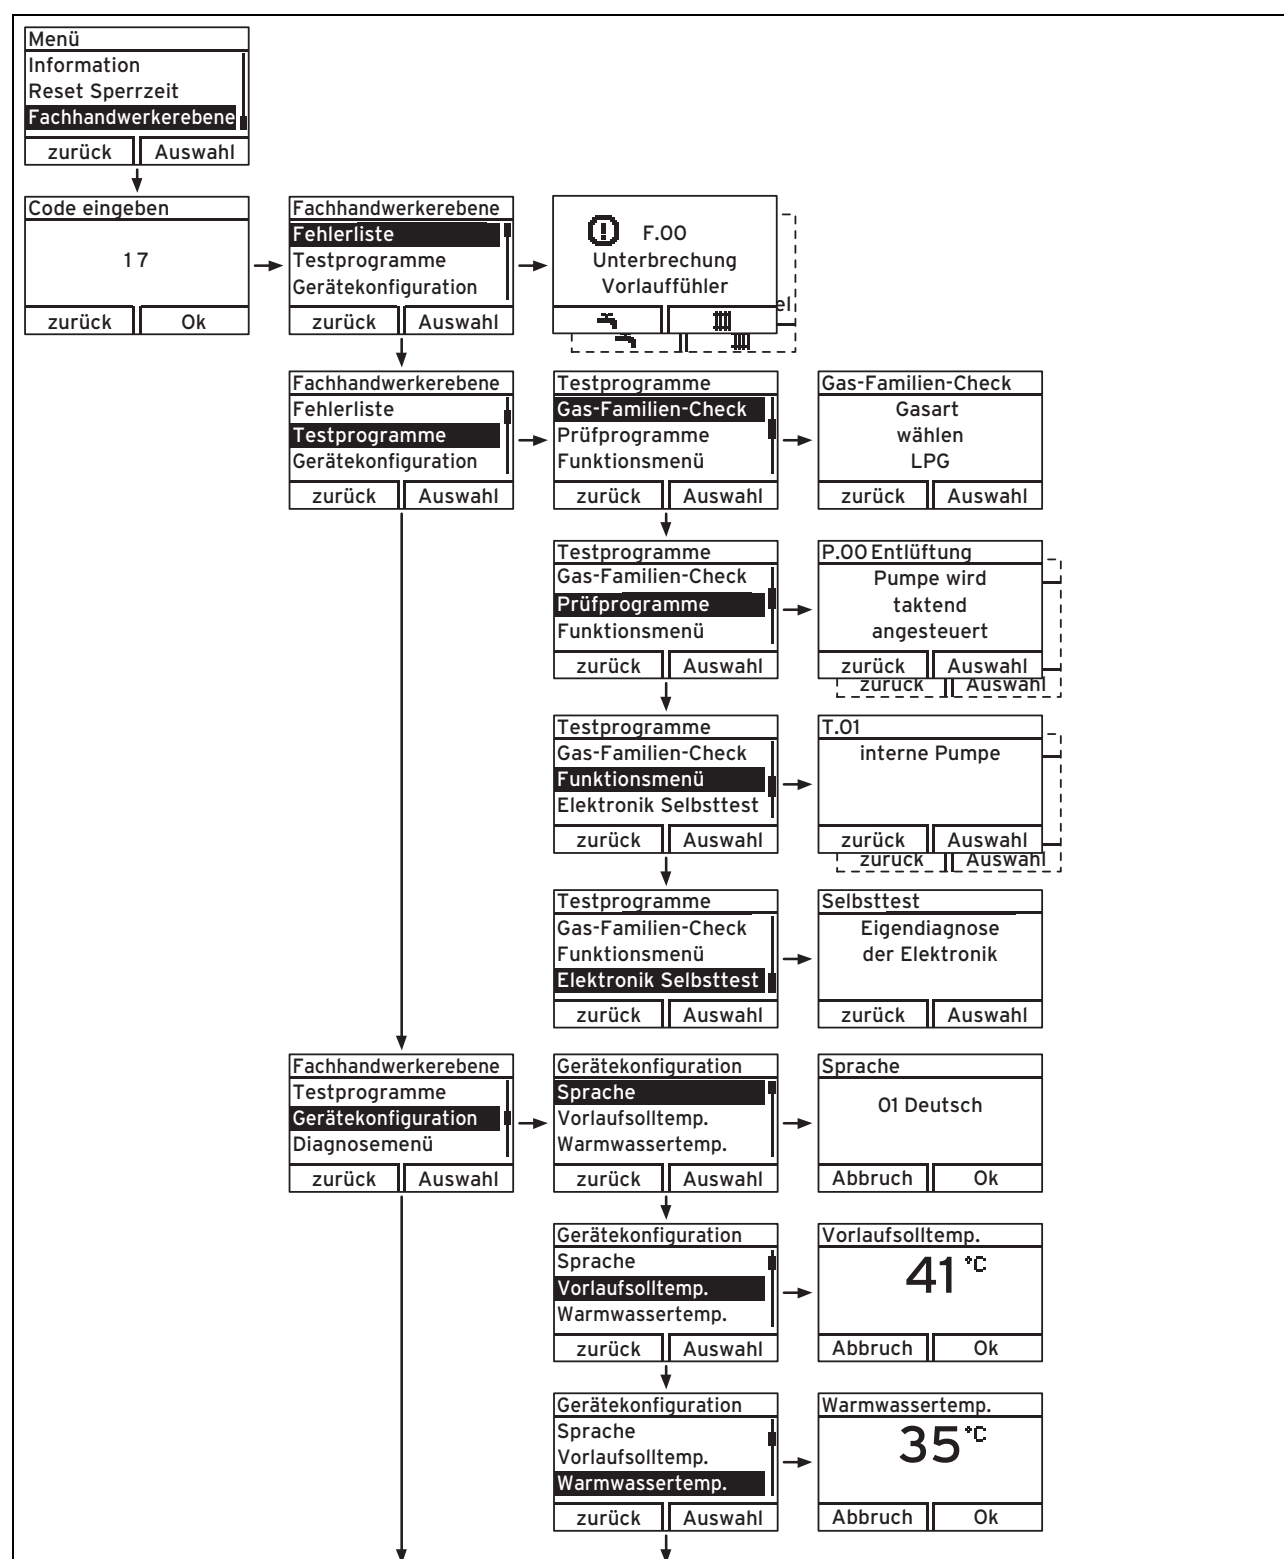 Menü
Information
Reset Sperrzeit
Fachhandwerkerebene
zurück Auswahl
Code eingeben
17
zurück Ok
Fachhandwerkerebene
Fehlerliste
Testprogramme
Gerätekonfiguration
zurück Auswahl
F.00
Unterbrechung
Vorlauffühler
el
Fachhandwerkerebene
Fehlerliste
Testprogramme
Gerätekonfiguration
zurück Auswahl
Testprogramme
Gas-Familien-Check
Prüfprogramme
Funktionsmenü
zurück Auswahl
Gas-Familien-Check
Gasart
wählen
LPG
zurück Auswahl
Testprogramme
Gas-Familien-Check
Prüfprogramme
Funktionsmenü
zurück Auswahl
P.00 Entlüftung
Pumpe wird
taktend
angesteuert
zurück Auswahl
zurück Auswahl
Testprogramme
Gas-Familien-Check
Funktionsmenü
Elektronik Selbsttest
zurück Auswahl
T.01
interne Pumpe
zurück Auswahl
zurück Auswahl
Testprogramme
Gas-Familien-Check
Funktionsmenü
Elektronik Selbsttest
zurück Auswahl
Selbsttest
Eigendiagnose
der Elektronik
zurück Auswahl
Fachhandwerkerebene
Testprogramme
Gerätekonfiguration
Diagnosemenü
zurück Auswahl
Gerätekonfiguration
Sprache
Vorlaufsolltemp.
Warmwassertemp.
zurück Auswahl
Sprache
01 Deutsch
Abbruch Ok
Gerätekonfiguration
Sprache
Vorlaufsolltemp.
Warmwassertemp.
zurück Auswahl
Vorlaufsolltemp.
41 °C
Abbruch Ok
Gerätekonfiguration
Sprache
Vorlaufsolltemp.
Warmwassertemp.
zurück Auswahl
Warmwassertemp.
35 °C
Abbruch Ok